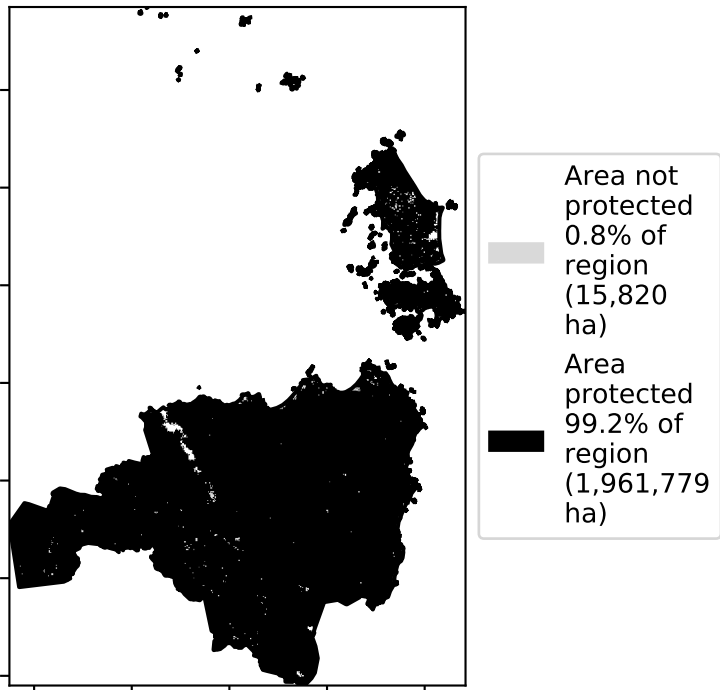 Area not
protected
0.8% of
region
(15,820
ha)
Area
protected
99.2% of
region
(1,961,779
ha)